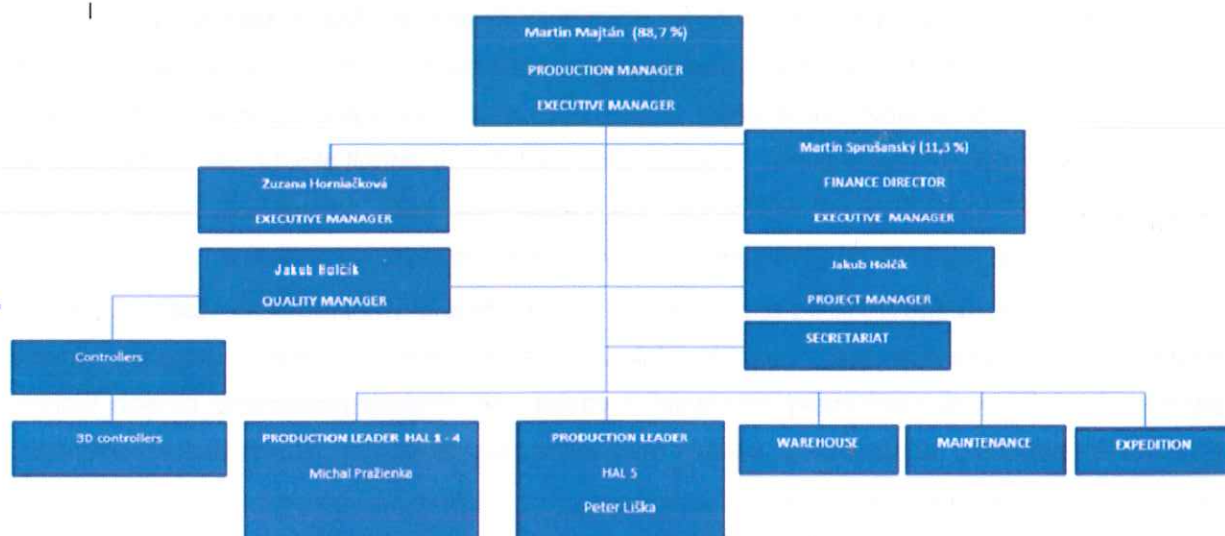 Martin Majtán (88,7 %)
PRODUCTION MANAGER
EXECUTIVE MANAGER
Martin Sprušanský (11,3 %)
FINANCE DIRECTOR
EXECUTIVE MANAGER
Zuzana Horniačková
EXECUTIVE MANAGER
Jakub Holčík
QUALITY MANAGER
Jakub Holčík
PROJECT MANAGER
SECRETARIAT
Controllers
3D controllers
PRODUCTION LEADER HAL 1 - 4
Michal Pražienka
PRODUCTION LEADER
HAL 5
Peter Liška
WAREHOUSE
MAINTENANCE
EXPEDITION